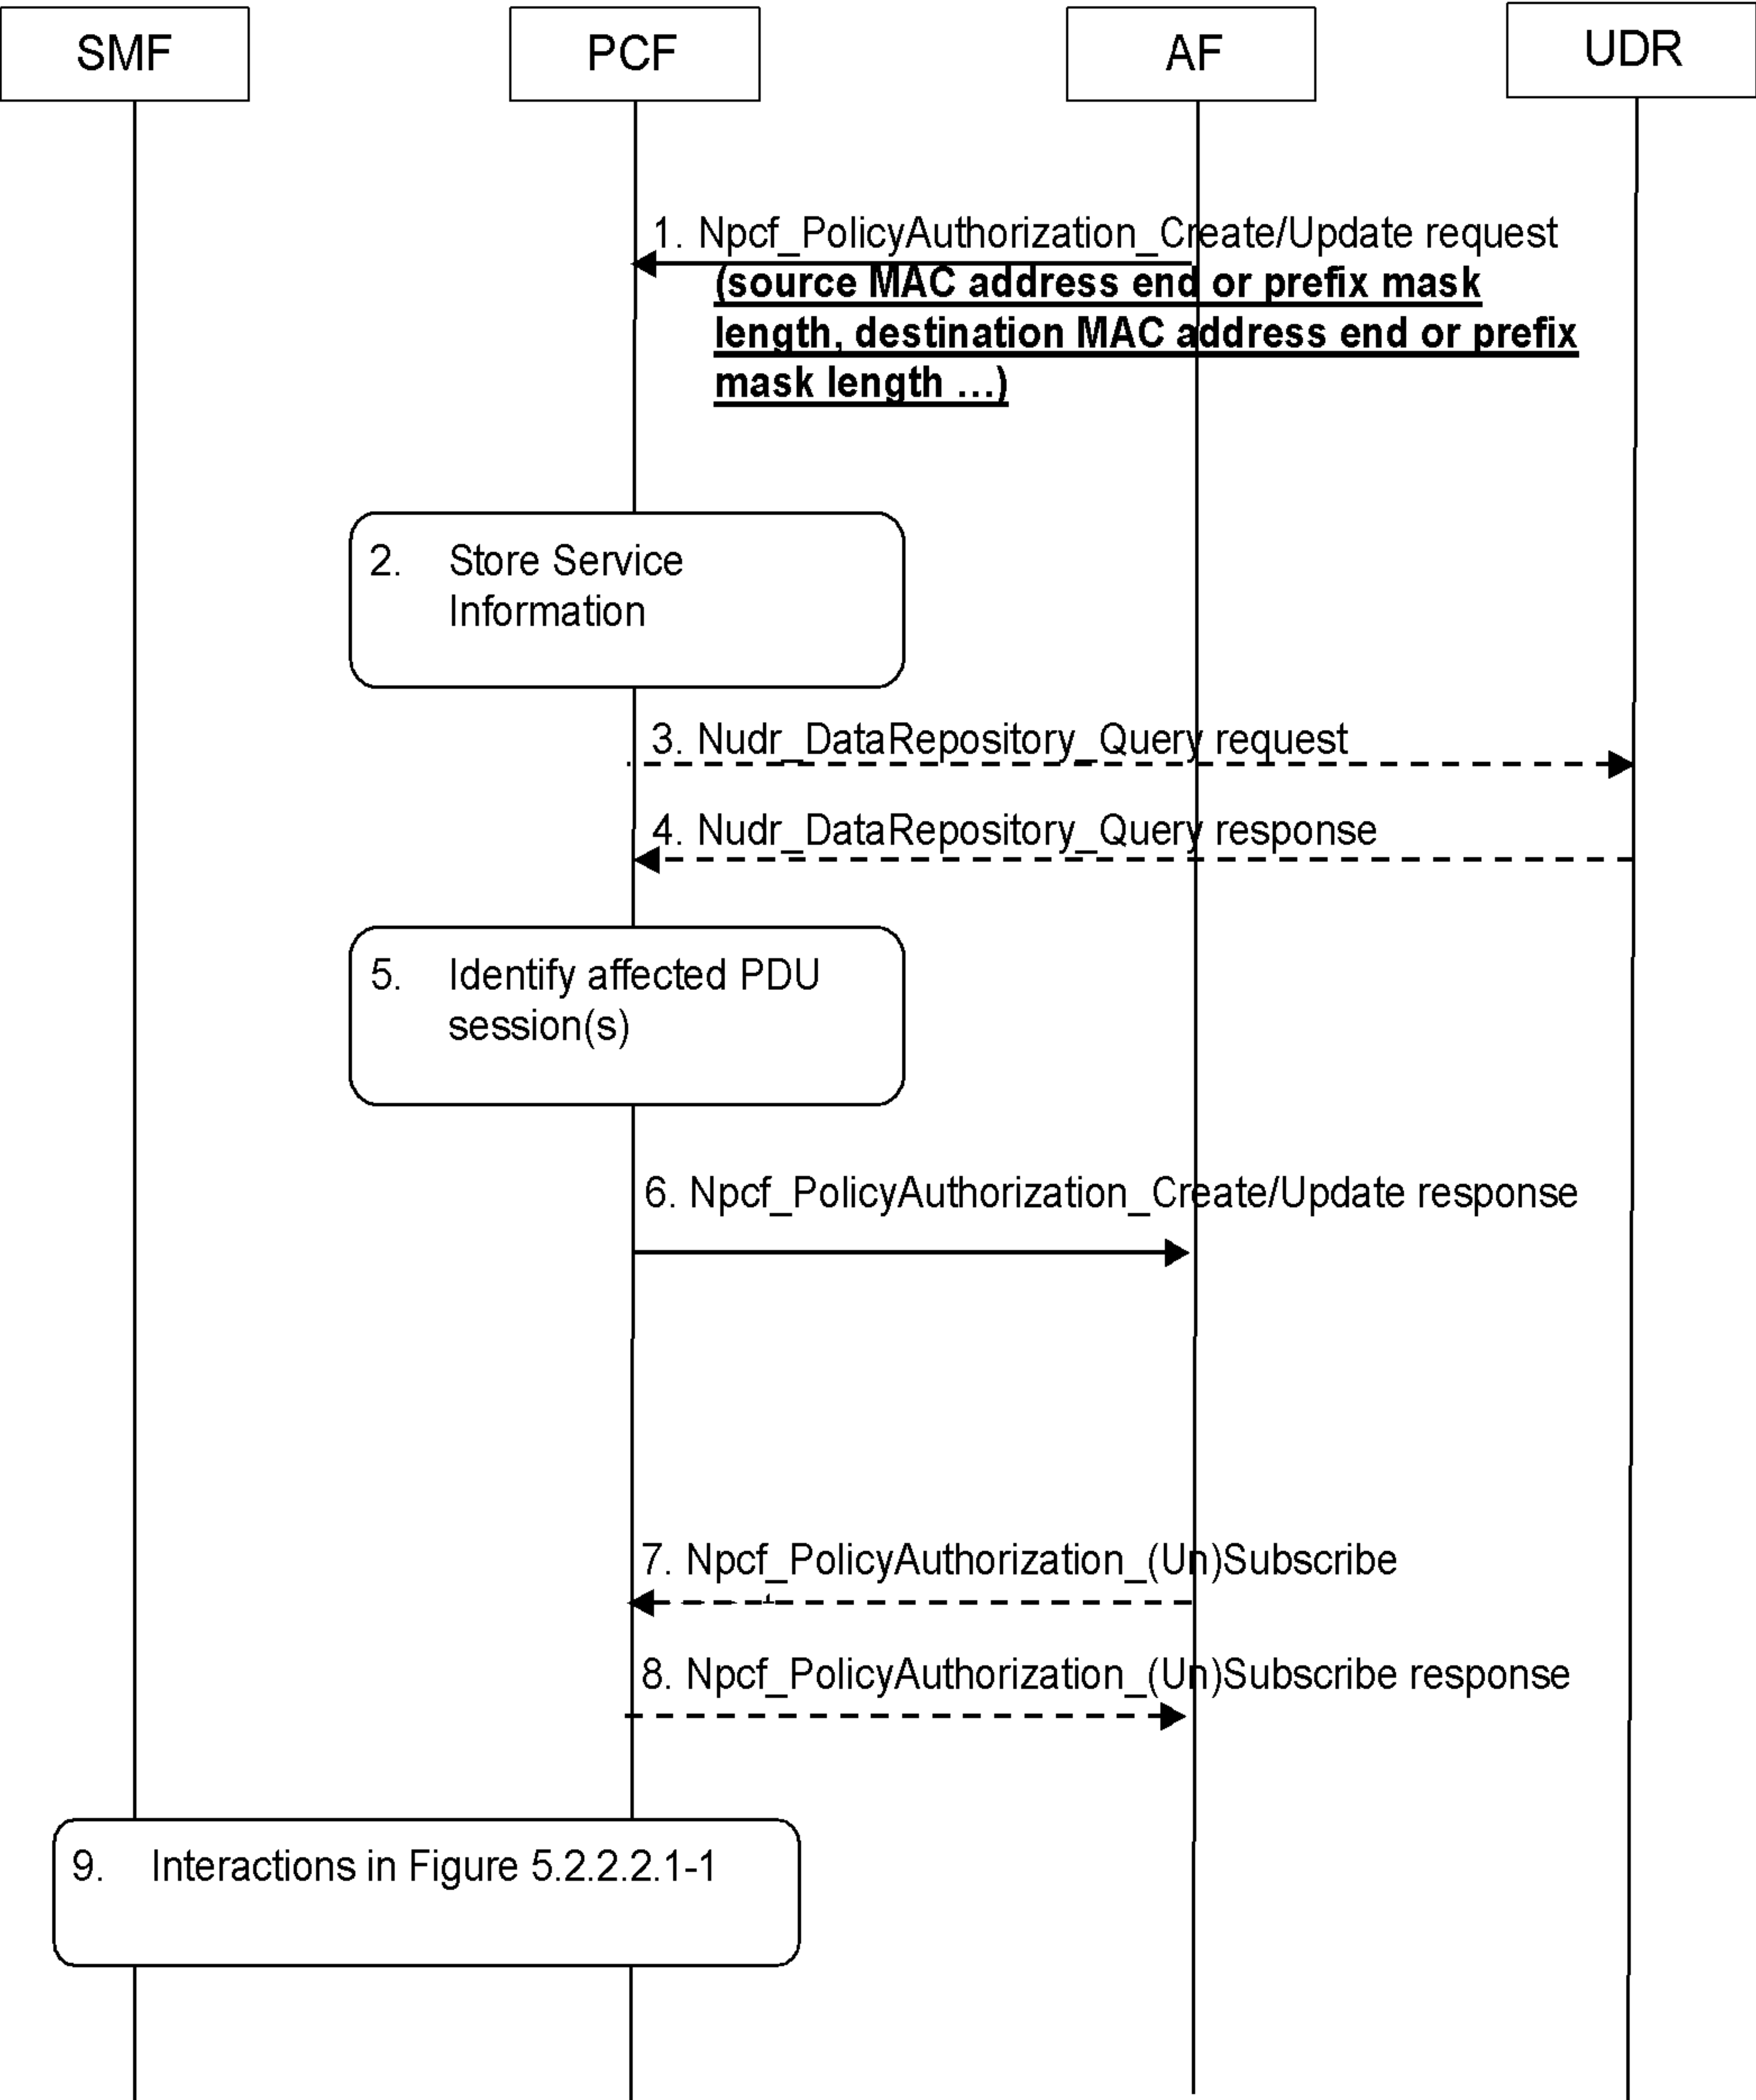 SMF
PCF
AF
UDR
1. Npcf_PolicyAuthorization_Create/Update request
(source MAC address end or prefix mask
length, destination MAC address end or prefix
mask length ...)
2. Store Service
Information
3. Nudr_DataRepository_Query request
4. Nudr_DataRepository_Query response
5. Identify affected PDU
session(s)
6. Npcf_PolicyAuthorization_Create/Update response
7. Npcf_PolicyAuthorization_(Un)Subscribe
8. Npcf_PolicyAuthorization_(Un)Subscribe response
9. Interactions in Figure 5.2.2.2.1-1